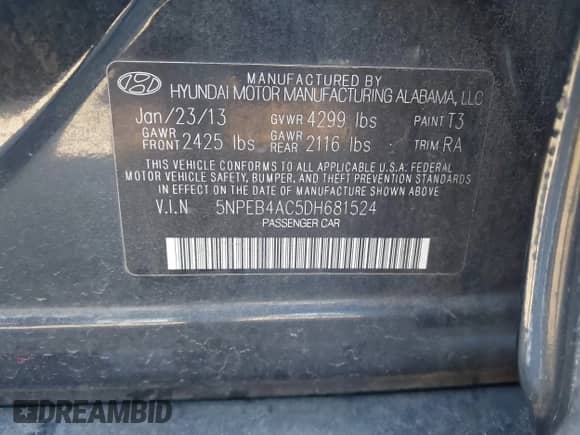 MANUFACTURED BY
HYUNDAI MOTOR MANUFACTURING ALABAMA, LLC
Jan/23/13 GVWR 4299 lbs PAINT T3
GAWR FRONT 2425 lbs GAWR REAR 2116 lbs TRIM RA
THIS VEHICLE CONFORMS TO ALL APPLICABLE U.S.A. FEDERAL
MOTOR VEHICLE SAFETY, BUMPER, AND THEFT PREVENTION STANDARDS
IN EFFECT ON THE DATE OF MANUFACTURE SHOWN ABOVE.
V.I.N 5NPEB4AC5DH681524
PASSENGER CAR
DREAMBID